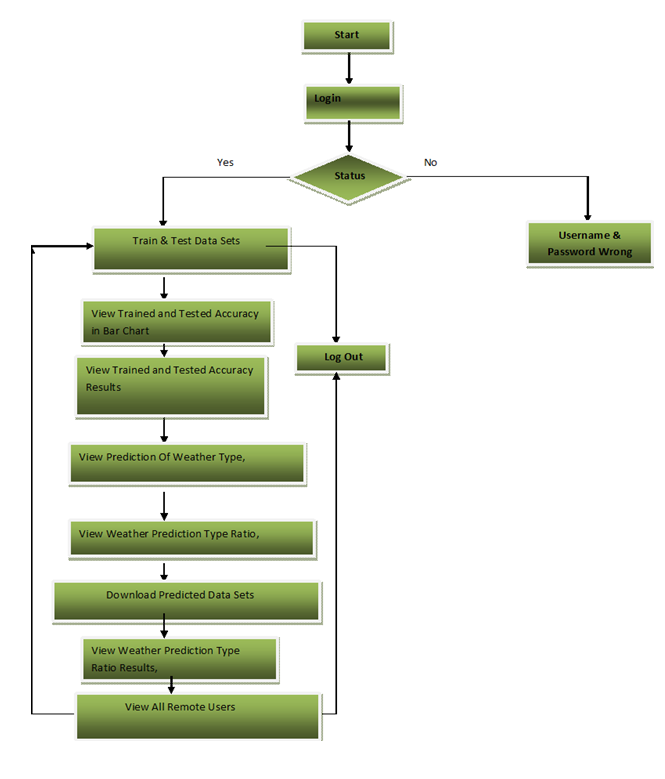 Start
Login
Status
Yes
No
Train & Test Data Sets
Username &
Password Wrong
View Trained and Tested Accuracy
in Bar Chart
Log Out
View Trained and Tested Accuracy
Results
View Prediction Of Weather Type,
View Weather Prediction Type Ratio,
Download Predicted Data Sets
View Weather Prediction Type
Ratio Results,
View All Remote Users